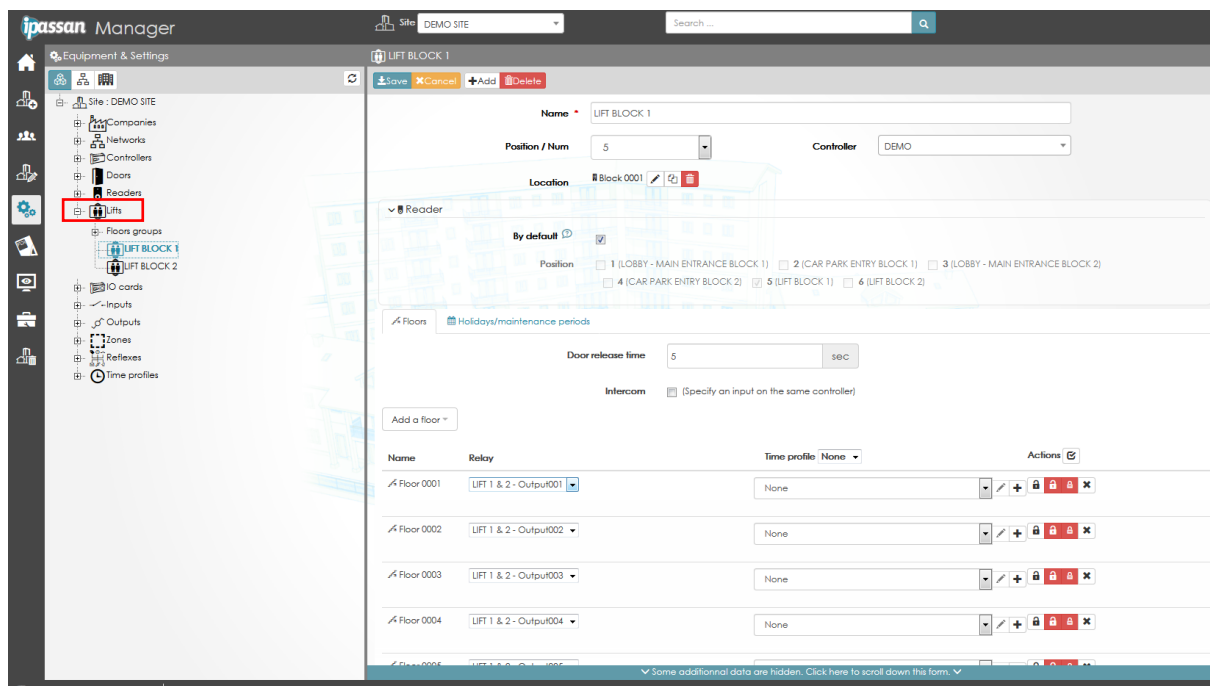 ipassan Manager
Site DEMO SITE
Search ...
Equipment & Settings
LIFT BLOCK 1
Save Cancel Add Delete
Site : DEMO SITE
Companies
Networks
Controllers
Doors
Readers
Lifts
Floors groups
LIFT BLOCK 1
LIFT BLOCK 2
IO cards
Inputs
Outputs
Zones
Reflexes
Time profiles
Name * LIFT BLOCK 1
Position / Num 5 Controller DEMO
Location Block 0001
Reader
By default
Position 1 (LOBBY - MAIN ENTRANCE BLOCK 1) 2 (CAR PARK ENTRY BLOCK 1) 3 (LOBBY - MAIN ENTRANCE BLOCK 2)
4 (CAR PARK ENTRY BLOCK 2) 5 (LIFT BLOCK 1) 6 (LIFT BLOCK 2)
Floors Holidays/maintenance periods
Door release time 5 sec
Intercom (Specify an input on the same controller)
Add a floor
Name Relay Time profile None Actions
Floor 0001 LIFT 1 & 2 - Output001 None
Floor 0002 LIFT 1 & 2 - Output002 None
Floor 0003 LIFT 1 & 2 - Output003 None
Floor 0004 LIFT 1 & 2 - Output004 None
Floor 0005 LIFT 1 & 2 - Output005
Some additionnal data are hidden. Click here to scroll down this form.